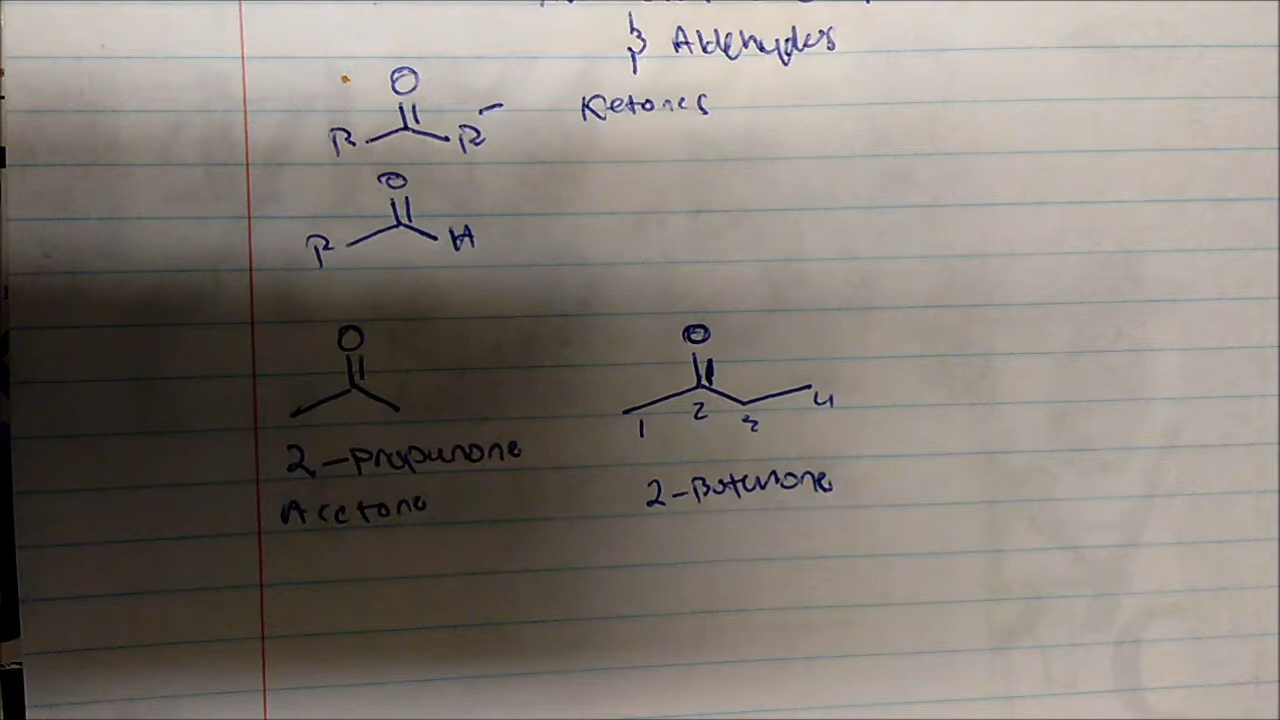 & Aldehydes
Ketones
O
R R'
O
R H
O
2-Propanone
Acetone
O
1 2 3 4
2-Butanone